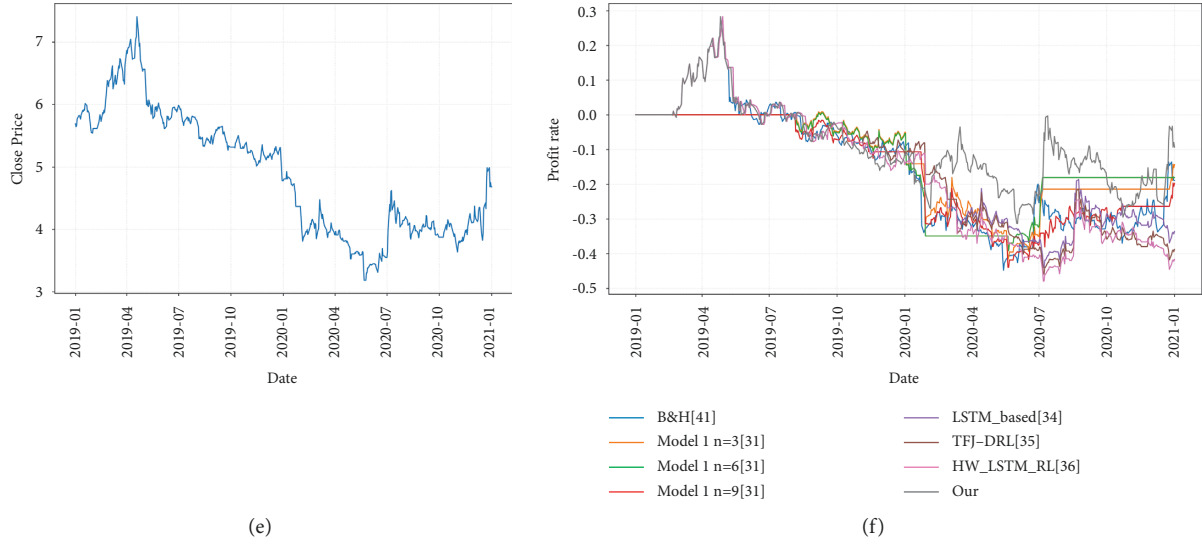 7
6
5
4
3
Close Price
2019-01
2019-04
2019-07
2019-10
2020-01
2020-04
2020-07
2020-10
2021-01
Date
(e)
0.3
0.2
0.1
0.0
-0.1
-0.2
-0.3
-0.4
-0.5
Profit rate
2019-01
2019-04
2019-07
2019-10
2020-01
2020-04
2020-07
2020-10
2021-01
Date
B&H[41]
Model 1 n=3[31]
Model 1 n=6[31]
Model 1 n=9[31]
LSTM_based[34]
TFJ-DRL[35]
HW_LSTM_RL[36]
Our
(f)